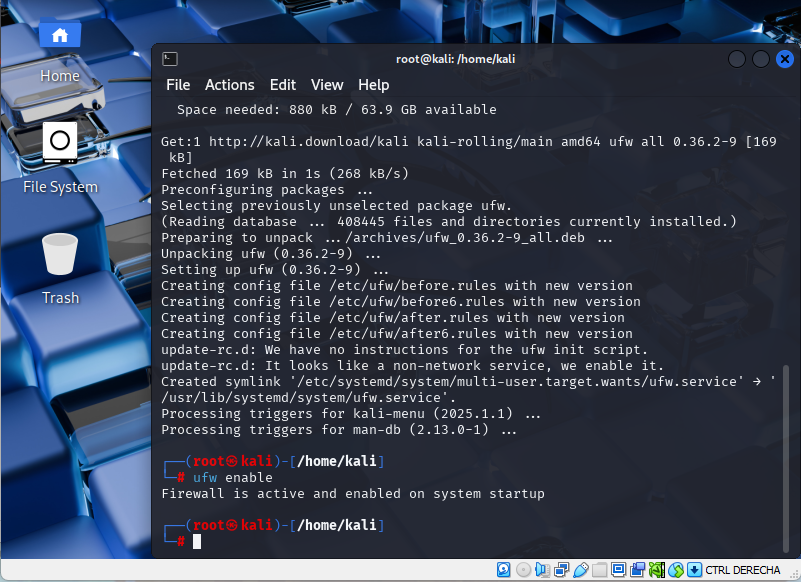 Home
File System
Trash
root@kali: /home/kali
File Actions Edit View Help
Space needed: 880 kB / 63.9 GB available
Get:1 http://kali.download/kali kali-rolling/main amd64 ufw all 0.36.2-9 [169
kB]
Fetched 169 kB in 1s (268 kB/s)
Preconfiguring packages ...
Selecting previously unselected package ufw.
(Reading database ... 408445 files and directories currently installed.)
Preparing to unpack .../archives/ufw_0.36.2-9_all.deb ...
Unpacking ufw (0.36.2-9) ...
Setting up ufw (0.36.2-9) ...
Creating config file /etc/ufw/before.rules with new version
Creating config file /etc/ufw/before6.rules with new version
Creating config file /etc/ufw/after.rules with new version
Creating config file /etc/ufw/after6.rules with new version
update-rc.d: We have no instructions for the ufw init script.
update-rc.d: It looks like a non-network service, we enable it.
Created symlink '/etc/systemd/system/multi-user.target.wants/ufw.service' → '
/usr/lib/systemd/system/ufw.service'.
Processing triggers for kali-menu (2025.1.1) ...
Processing triggers for man-db (2.13.0-1) ...
┌──(root㉿kali)-[/home/kali]
└─# ufw enable
Firewall is active and enabled on system startup
┌──(root㉿kali)-[/home/kali]
└─#
CTRL DERECHA